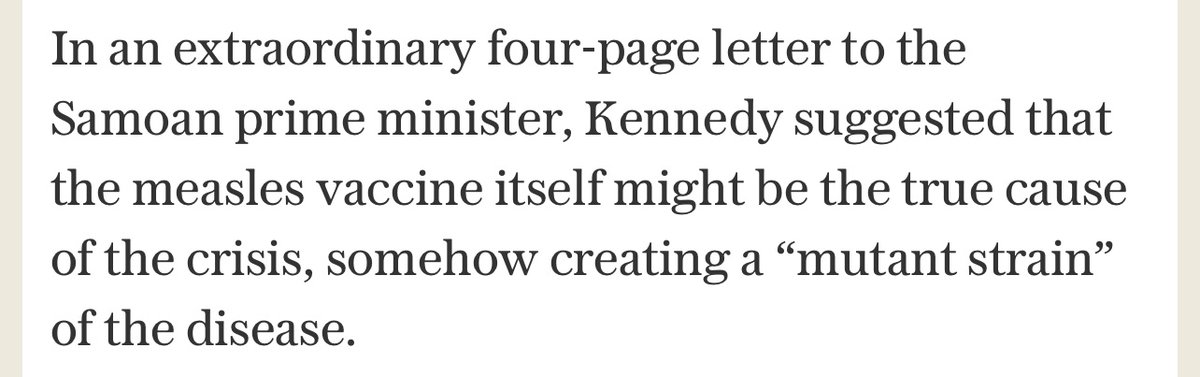 In an extraordinary four-page letter to the
Samoan prime minister, Kennedy suggested that
the measles vaccine itself might be the true cause
of the crisis, somehow creating a “mutant strain”
of the disease.